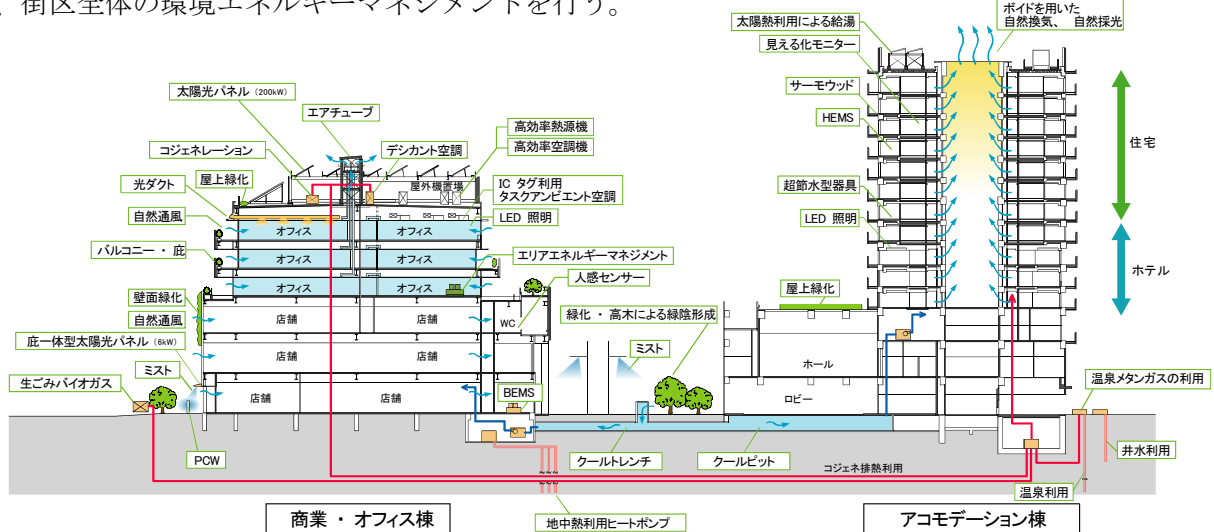 、街区全体の環境エネルギーマネジメントを行う。
ボイドを用いた
自然換気、 自然採光
太陽熱利用による給湯
見える化モニター
サーモウッド
HEMS
超節水型器具
LED 照明
住宅
ホテル
太陽光パネル (200kW)
エアチューブ
高効率熱源機
高効率空調機
コジェネレーション
デシカント空調
光ダクト
屋上緑化
屋外機置場
IC タグ利用
タスクアンビエント空調
自然通風
LED 照明
オフィス
オフィス
バルコニー ・ 庇
オフィス
オフィス
エリアエネルギーマネジメント
人感センサー
オフィス
オフィス
壁面緑化
自然通風
店舗
店舗
WC
緑化 ・ 高木による緑陰形成
屋上緑化
庇一体型太陽光パネル (6kW)
店舗
店舗
ミスト
ホール
ミスト
生ごみバイオガス
店舗
店舗
BEMS
ロビー
温泉メタンガスの利用
PCW
クールトレンチ
クールピット
コジェネ排熱利用
井水利用
温泉利用
商業 ・ オフィス棟
地中熱利用ヒートポンプ
アコモデーション棟